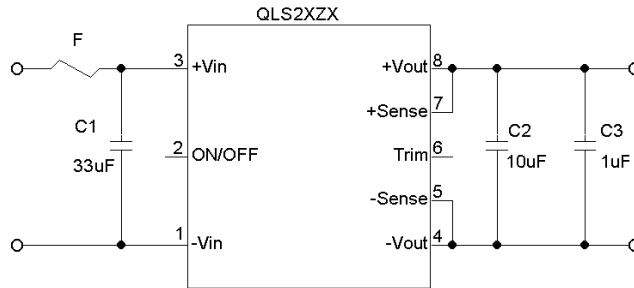 QLS2XZX
F
3 +Vin
+Vout 8
+Sense 7
C1
33uF
2 ON/OFF
Trim 6
C2
10uF
C3
1uF
-Sense 5
1 -Vin
-Vout 4